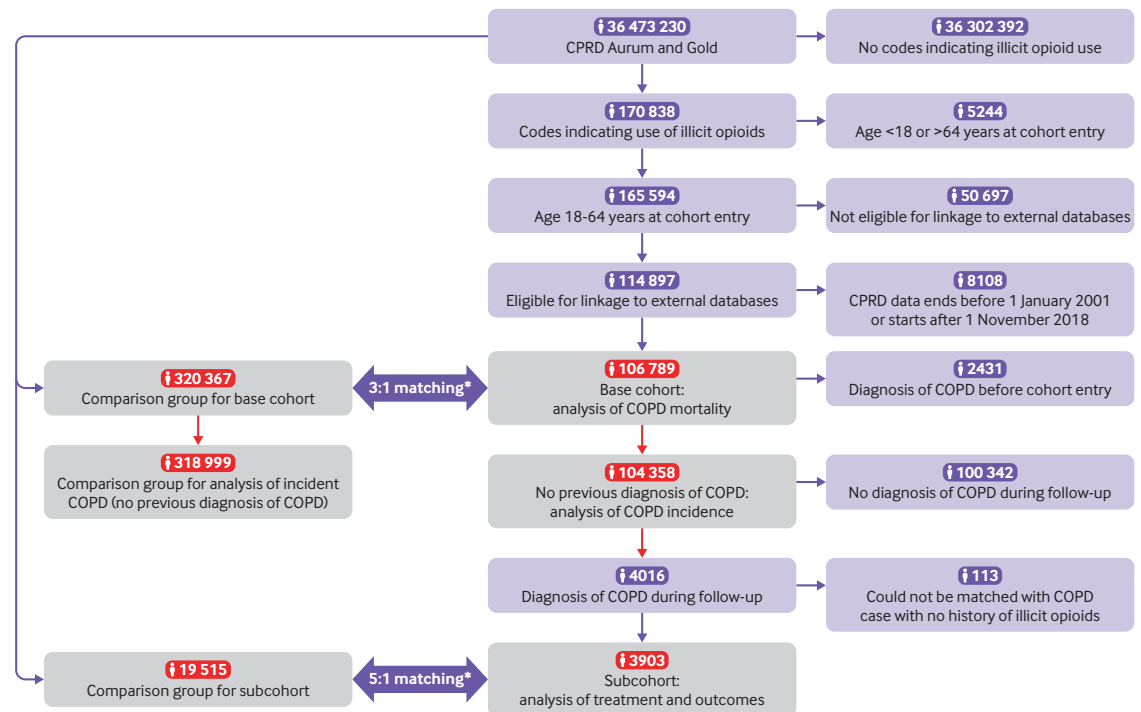 36 473 230
CPRD Aurum and Gold
36 302 392
No codes indicating illicit opioid use
170 838
Codes indicating use of illicit opioids
5244
Age <18 or >64 years at cohort entry
165 594
Age 18-64 years at cohort entry
50 697
Not eligible for linkage to external databases
114 897
Eligible for linkage to external databases
8108
CPRD data ends before 1 January 2001
or starts after 1 November 2018
320 367
Comparison group for base cohort
3:1 matching*
106 789
Base cohort:
analysis of COPD mortality
2431
Diagnosis of COPD before cohort entry
318 999
Comparison group for analysis of incident
COPD (no previous diagnosis of COPD)
104 358
No previous diagnosis of COPD:
analysis of COPD incidence
100 342
No diagnosis of COPD during follow-up
4016
Diagnosis of COPD during follow-up
113
Could not be matched with COPD
case with no history of illicit opioids
19 515
Comparison group for subcohort
5:1 matching*
3903
Subcohort:
analysis of treatment and outcomes